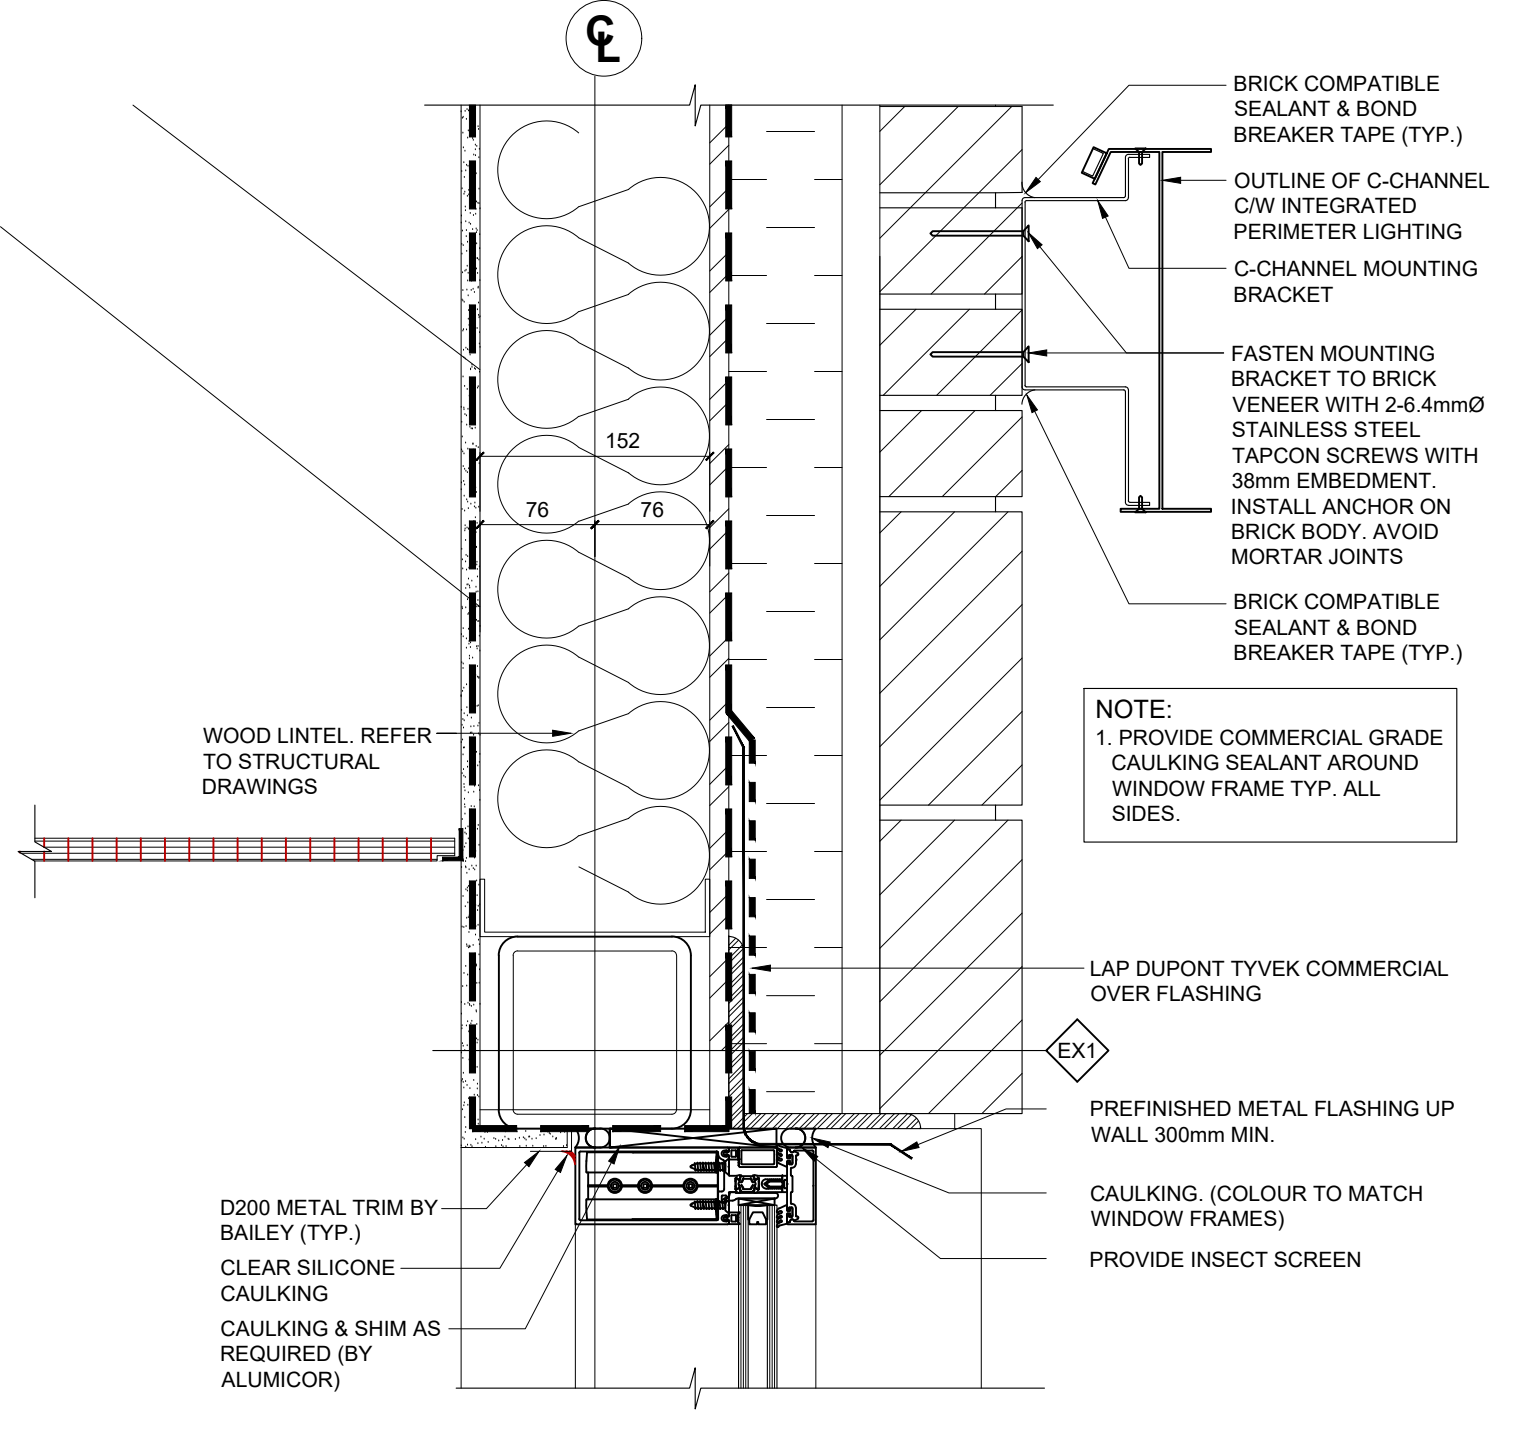 ℄
BRICK COMPATIBLE
SEALANT & BOND
BREAKER TAPE (TYP.)
OUTLINE OF C-CHANNEL
C/W INTEGRATED
PERIMETER LIGHTING
C-CHANNEL MOUNTING
BRACKET
FASTEN MOUNTING
BRACKET TO BRICK
VENEER WITH 2-6.4mmØ
STAINLESS STEEL
TAPCON SCREWS WITH
38mm EMBEDMENT.
INSTALL ANCHOR ON
BRICK BODY. AVOID
MORTAR JOINTS
152
76 76
BRICK COMPATIBLE
SEALANT & BOND
BREAKER TAPE (TYP.)
NOTE:
1. PROVIDE COMMERCIAL GRADE
CAULKING SEALANT AROUND
WINDOW FRAME TYP. ALL
SIDES.
WOOD LINTEL. REFER
TO STRUCTURAL
DRAWINGS
LAP DUPONT TYVEK COMMERCIAL
OVER FLASHING
EX1
PREFINISHED METAL FLASHING UP
WALL 300mm MIN.
CAULKING. (COLOUR TO MATCH
WINDOW FRAMES)
PROVIDE INSECT SCREEN
D200 METAL TRIM BY
BAILEY (TYP.)
CLEAR SILICONE
CAULKING
CAULKING & SHIM AS
REQUIRED (BY
ALUMICOR)